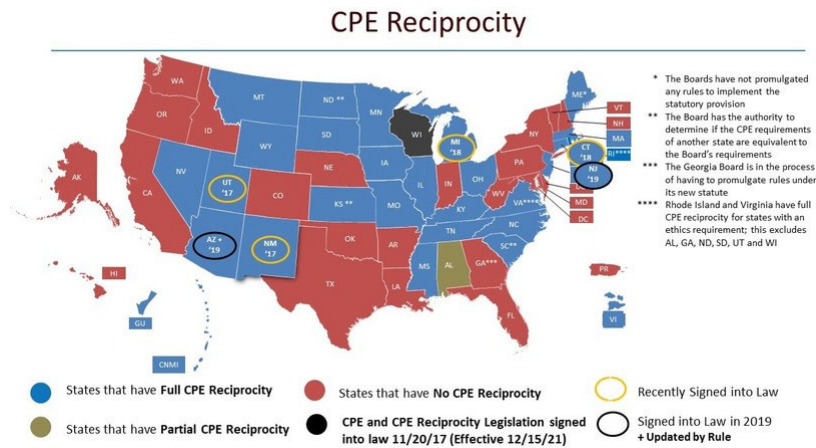 CPE Reciprocity
WA
OR
ID
MT
ND **
MN
SD
WY
NV
UT
'17
CO
CA
AZ +
'19
NM
'17
NE
KS **
OK
TX
IA
MO
AR
LA
WI
MI
'18
IL
IN
OH
KY
TN
MS
AL
GA***
FL
SC**
NC
VA****
WV
PA
NY
ME*
VT
NH
MA
CT
'18
RI****
NJ
'19
MD
DC
AK
HI
GU
CNMI
PR
VI
* The Boards have not promulgated
any rules to implement the
statutory provision
** The Board has the authority to
determine if the CPE requirements
of another state are equivalent to
the Board's requirements
*** The Georgia Board is in the process
of having to promulgate rules under
its new statute
**** Rhode Island and Virginia have full
CPE reciprocity for states with an
ethics requirement; this excludes
AL, GA, ND, SD, UT and WI
States that have Full CPE Reciprocity
States that have No CPE Reciprocity
Recently Signed into Law
States that have Partial CPE Reciprocity
CPE and CPE Reciprocity Legislation signed
into law 11/20/17 (Effective 12/15/21)
Signed into Law in 2019
+ Updated by Rule